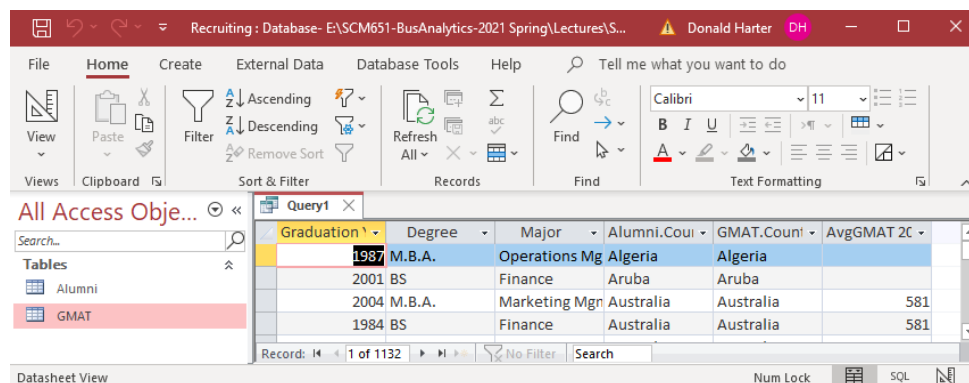 Recruiting : Database- E:\SCM651-BusAnalytics-2021 Spring\Lectures\S... Donald Harter DH
File Home Create External Data Database Tools Help Tell me what you want to do
View Paste Filter Ascending Descending Remove Sort Refresh All Find Calibri 11
B I U A
Views Clipboard Sort & Filter Records Find Text Formatting
All Access Obje... «
Search...
Tables
Alumni
GMAT
Query1
Graduation Y Degree Major Alumni.Cour GMAT.Count AvgGMAT 20
1987 M.B.A. Operations Mg Algeria Algeria
2001 BS Finance Aruba Aruba
2004 M.B.A. Marketing Mgn Australia Australia 581
1984 BS Finance Australia Australia 581
Record: 1 of 1132 No Filter Search
Datasheet View Num Lock SQL